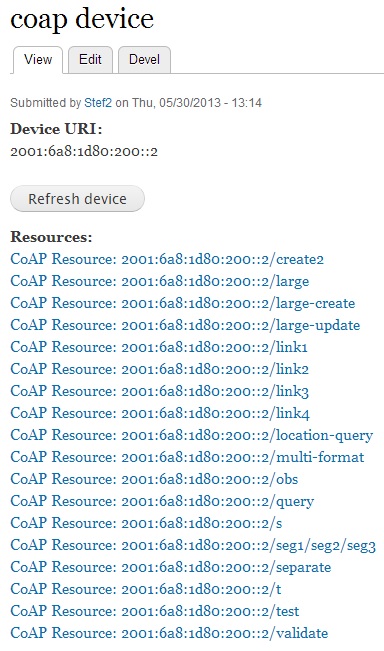 coap device
View Edit Devel
Submitted by Stef2 on Thu, 05/30/2013 - 13:14
Device URI:
2001:6a8:1d80:200::2
Refresh device
Resources:
CoAP Resource: 2001:6a8:1d80:200::2/create2
CoAP Resource: 2001:6a8:1d80:200::2/large
CoAP Resource: 2001:6a8:1d80:200::2/large-create
CoAP Resource: 2001:6a8:1d80:200::2/large-update
CoAP Resource: 2001:6a8:1d80:200::2/link1
CoAP Resource: 2001:6a8:1d80:200::2/link2
CoAP Resource: 2001:6a8:1d80:200::2/link3
CoAP Resource: 2001:6a8:1d80:200::2/link4
CoAP Resource: 2001:6a8:1d80:200::2/location-query
CoAP Resource: 2001:6a8:1d80:200::2/multi-format
CoAP Resource: 2001:6a8:1d80:200::2/obs
CoAP Resource: 2001:6a8:1d80:200::2/query
CoAP Resource: 2001:6a8:1d80:200::2/s
CoAP Resource: 2001:6a8:1d80:200::2/seg1/seg2/seg3
CoAP Resource: 2001:6a8:1d80:200::2/separate
CoAP Resource: 2001:6a8:1d80:200::2/t
CoAP Resource: 2001:6a8:1d80:200::2/test
CoAP Resource: 2001:6a8:1d80:200::2/validate